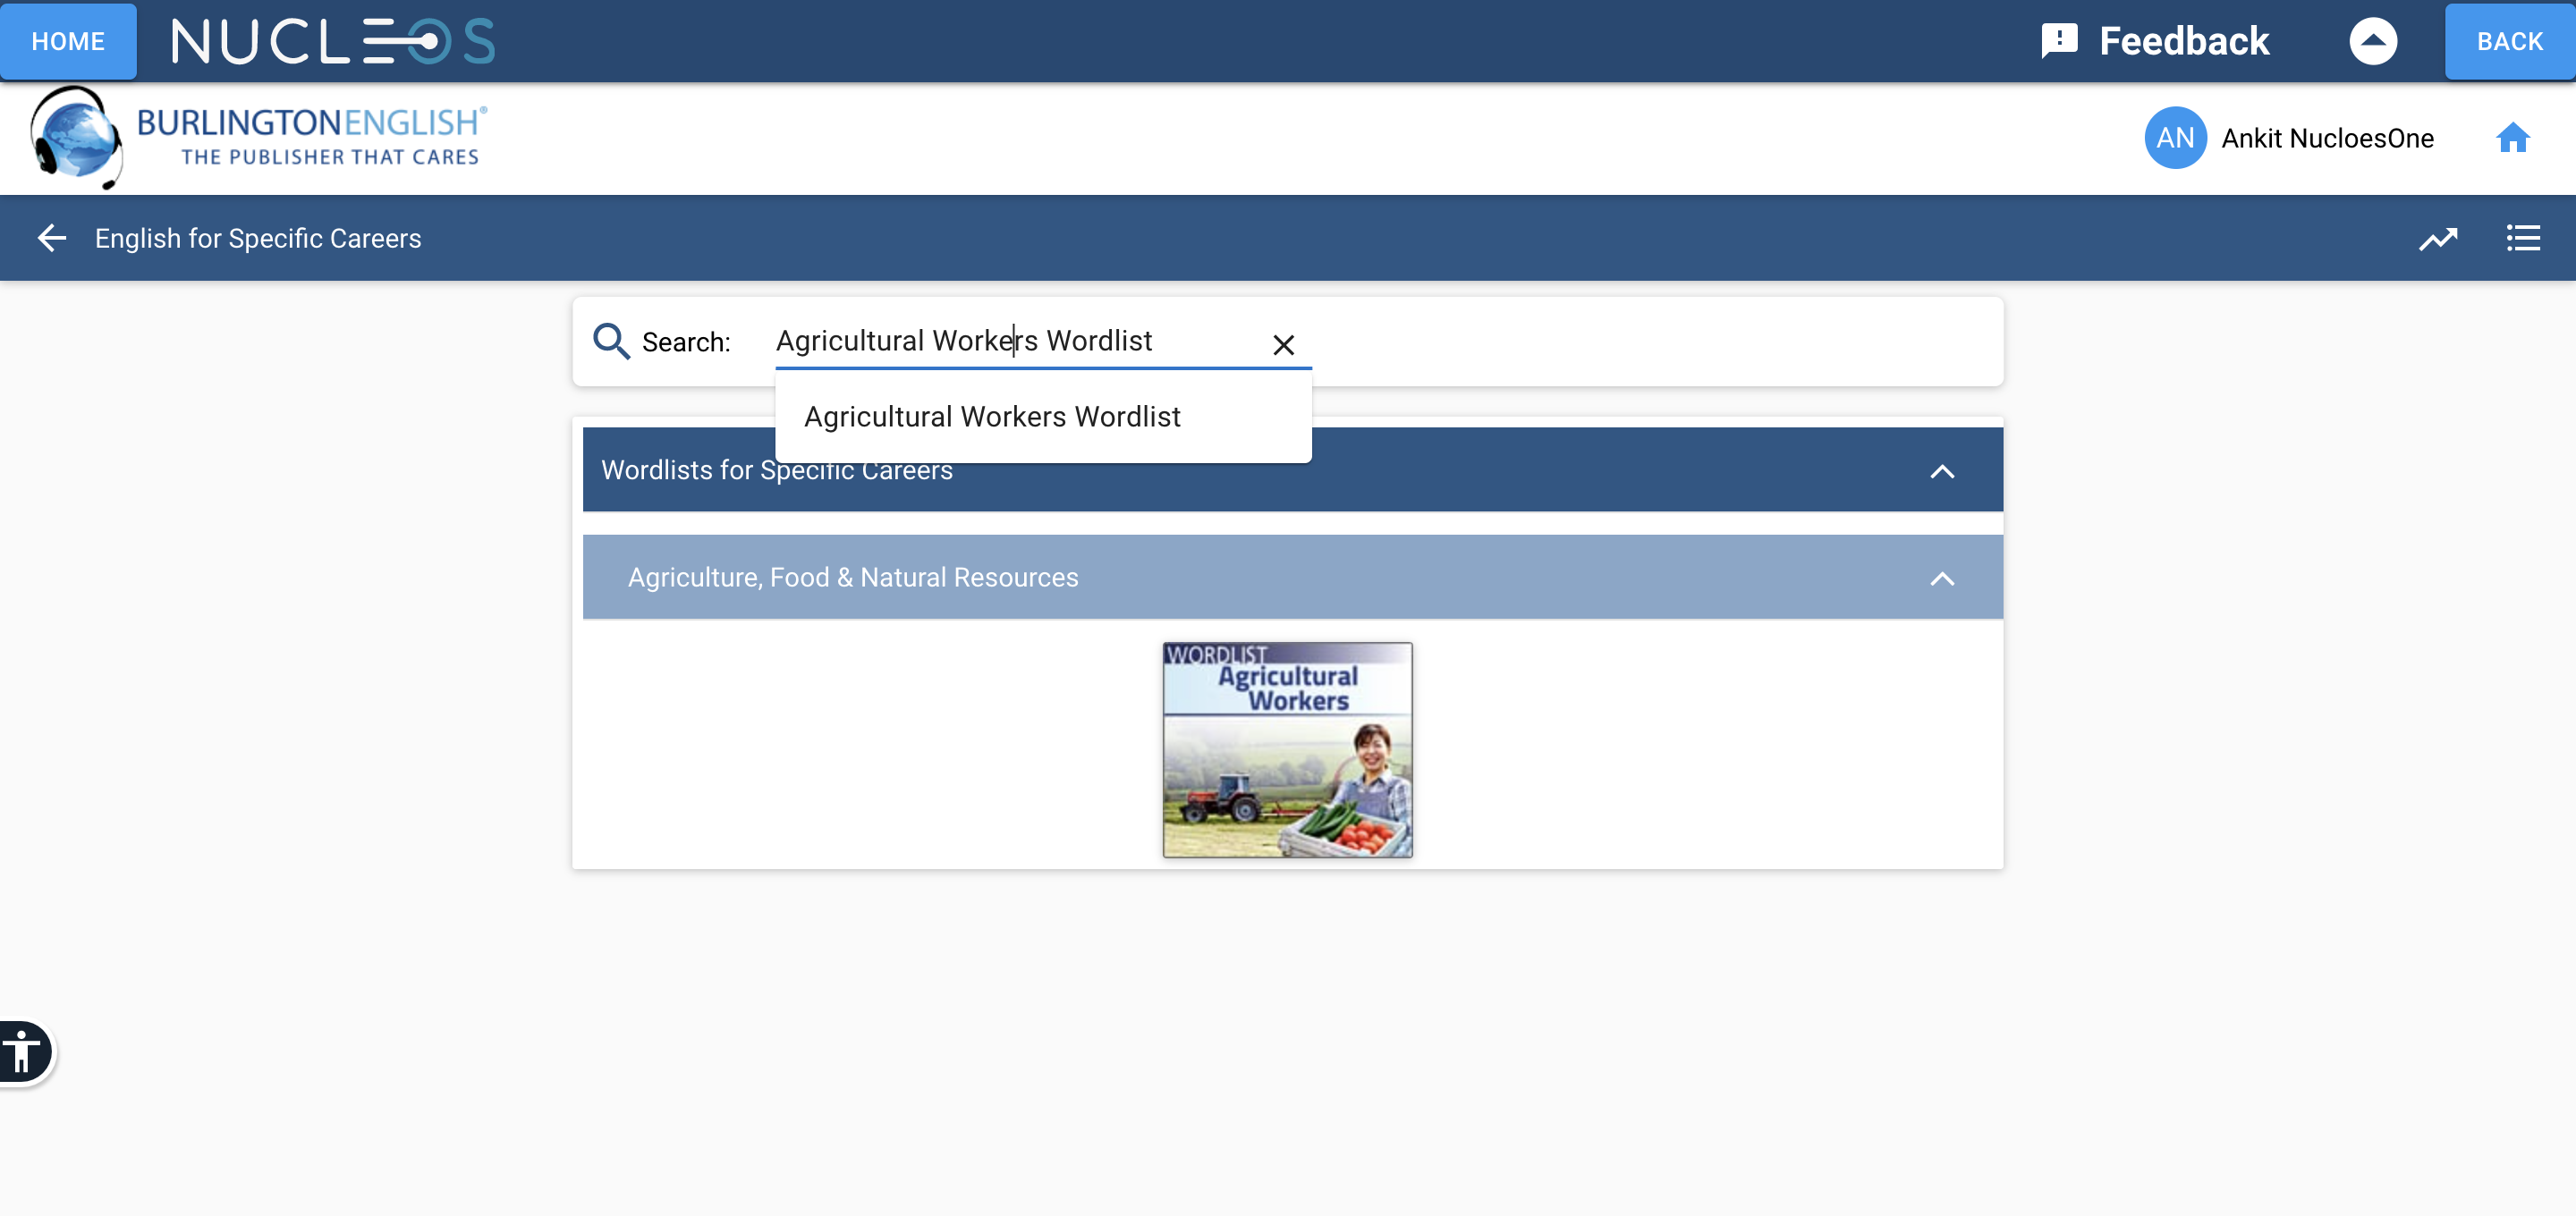 HOME
NUCLEOS
Feedback
BACK
BURLINGTONENGLISH®
THE PUBLISHER THAT CARES
AN
Ankit NucloesOne
English for Specific Careers
Search:
Agricultural Workers Wordlist
Agricultural Workers Wordlist
Wordlists for Specific Careers
Agriculture, Food & Natural Resources
WORDLIST
Agricultural
Workers